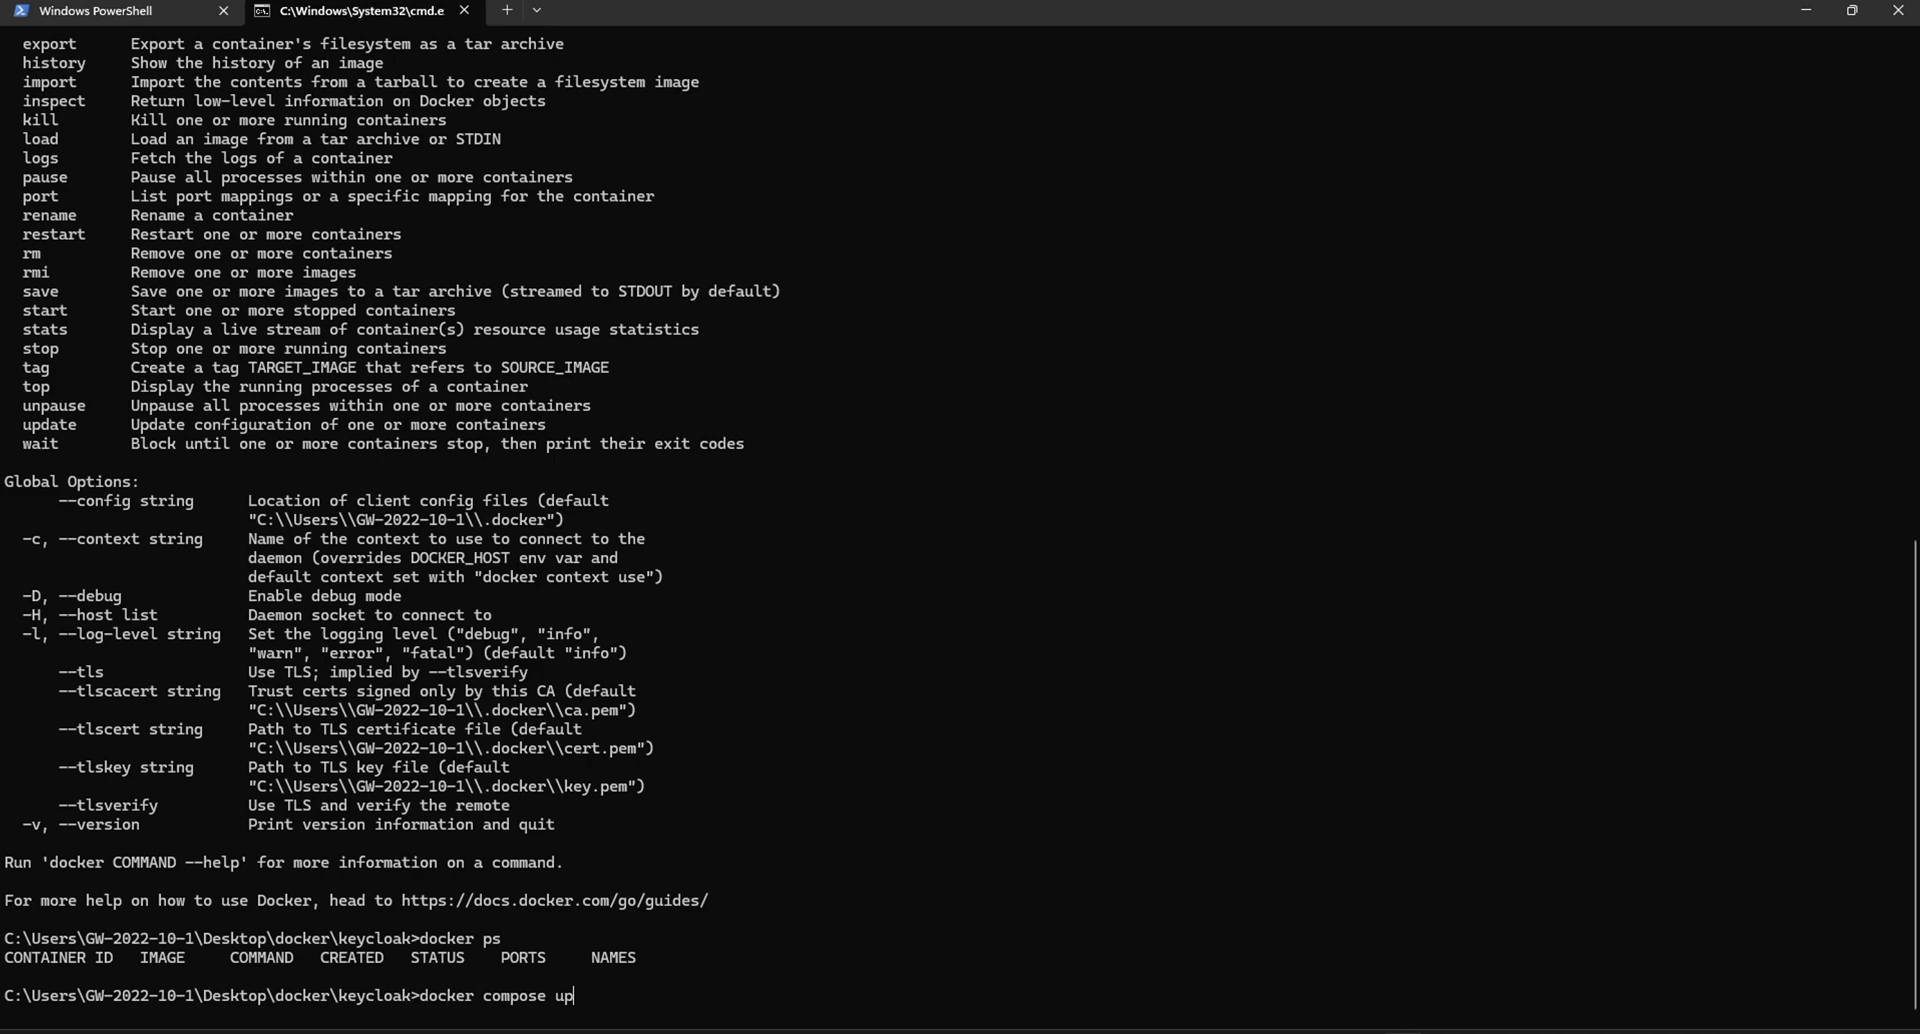 Windows PowerShell
C:\Windows\System32\cmd.e
export Export a container's filesystem as a tar archive
history Show the history of an image
import Import the contents from a tarball to create a filesystem image
inspect Return low-level information on Docker objects
kill Kill one or more running containers
load Load an image from a tar archive or STDIN
logs Fetch the logs of a container
pause Pause all processes within one or more containers
port List port mappings or a specific mapping for the container
rename Rename a container
restart Restart one or more containers
rm Remove one or more containers
rmi Remove one or more images
save Save one or more images to a tar archive (streamed to STDOUT by default)
start Start one or more stopped containers
stats Display a live stream of container(s) resource usage statistics
stop Stop one or more running containers
tag Create a tag TARGET_IMAGE that refers to SOURCE_IMAGE
top Display the running processes of a container
unpause Unpause all processes within one or more containers
update Update configuration of one or more containers
wait Block until one or more containers stop, then print their exit codes
Global Options:
--config string Location of client config files (default
"C:\\Users\\GW-2022-10-1\\.docker")
-c, --context string Name of the context to use to connect to the
daemon (overrides DOCKER_HOST env var and
default context set with "docker context use")
-D, --debug Enable debug mode
-H, --host list Daemon socket to connect to
-l, --log-level string Set the logging level ("debug", "info",
"warn", "error", "fatal") (default "info")
--tls Use TLS; implied by --tlsverify
--tlscacert string Trust certs signed only by this CA (default
"C:\\Users\\GW-2022-10-1\\.docker\\ca.pem")
--tlscert string Path to TLS certificate file (default
"C:\\Users\\GW-2022-10-1\\.docker\\cert.pem")
--tlskey string Path to TLS key file (default
"C:\\Users\\GW-2022-10-1\\.docker\\key.pem")
--tlsverify Use TLS and verify the remote
-v, --version Print version information and quit
Run 'docker COMMAND --help' for more information on a command.
For more help on how to use Docker, head to https://docs.docker.com/go/guides/
C:\Users\GW-2022-10-1\Desktop\docker\keycloak>docker ps
CONTAINER ID IMAGE COMMAND CREATED STATUS PORTS NAMES
C:\Users\GW-2022-10-1\Desktop\docker\keycloak>docker compose up